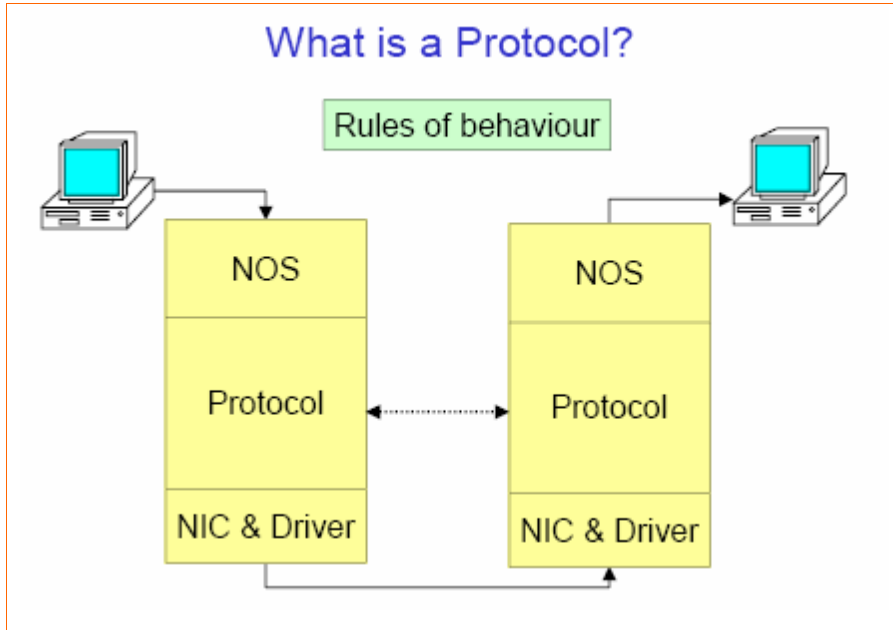 What is a Protocol?
Rules of behaviour
NOS
Protocol
NIC & Driver
NOS
Protocol
NIC & Driver